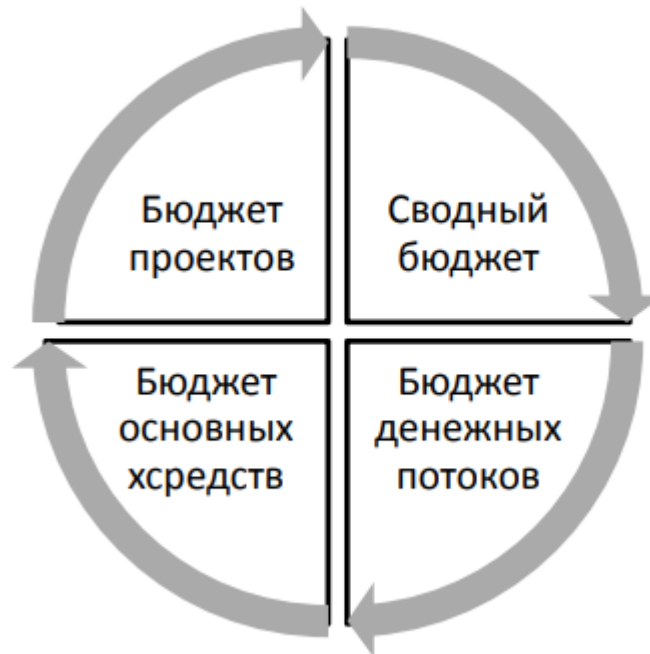 Бюджет
проектов
Сводный
бюджет
Бюджет
основных
хсредств
Бюджет
денежных
потоков